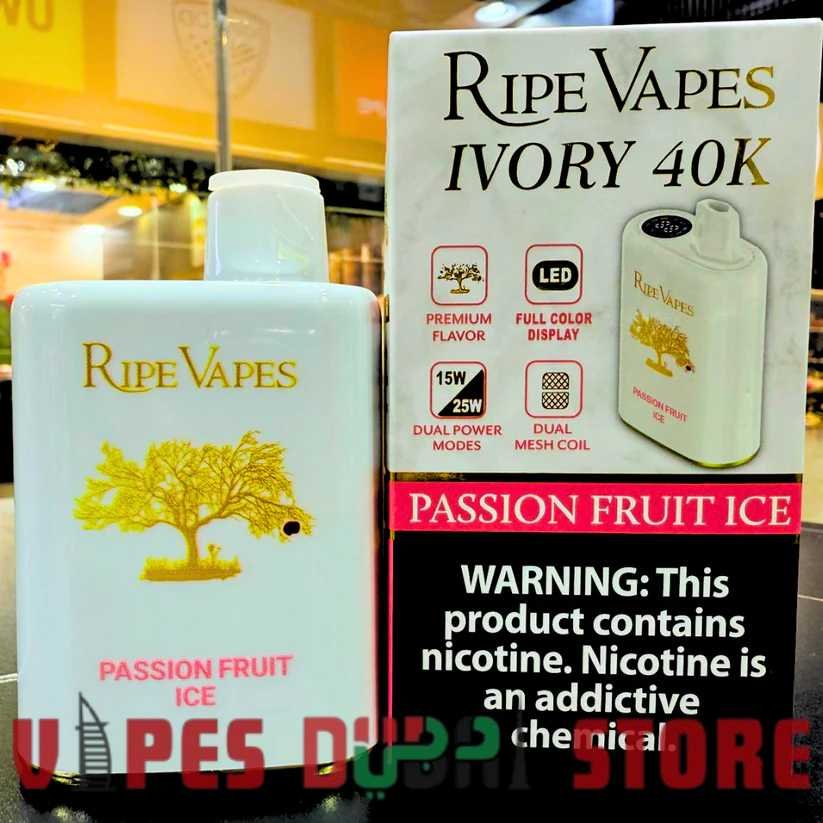 RIPE VAPES
IVORY 40K
PREMIUM
FLAVOR
LED
FULL COLOR
DISPLAY
15W
25W
DUAL POWER
MODES
DUAL
MESH COIL
RIPE VAPES
PASSION FRUIT
ICE
PASSION FRUIT ICE
WARNING: This
product contains
nicotine. Nicotine is
an addictive
chemical.
RIPE VAPES
PASSION FRUIT
ICE
VAPES DUBAI STORE
دبي